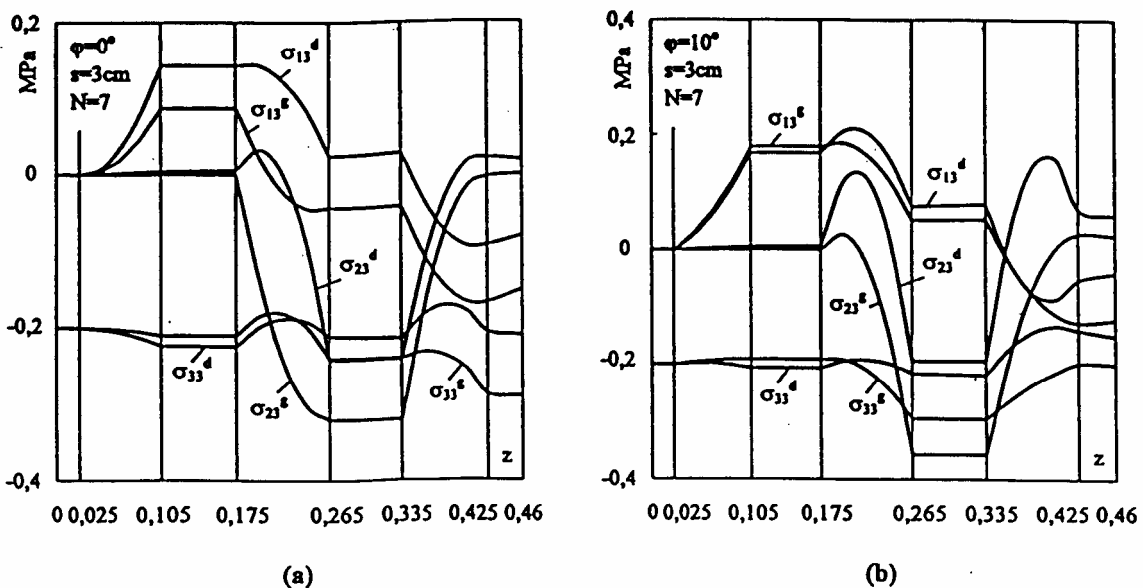 0,2
φ=0°
s=3cm
N=7
MPa
0
-0,2
-0,4
σ₁₃ᵈ
σ₁₃ᵍ
σ₂₃ᵈ
σ₃₃ᵈ
σ₂₃ᵍ
σ₃₃ᵍ
z
0 0,025 0,105 0,175 0,265 0,335 0,425 0,46
(a)
0,4
φ=10°
s=3cm
N=7
MPa
0,2
0
-0,2
-0,4
σ₁₃ᵍ
σ₁₃ᵈ
σ₂₃ᵈ
σ₂₃ᵍ
σ₃₃ᵈ
σ₃₃ᵍ
z
0 0,025 0,105 0,175 0,265 0,335 0,425 0,46
(b)